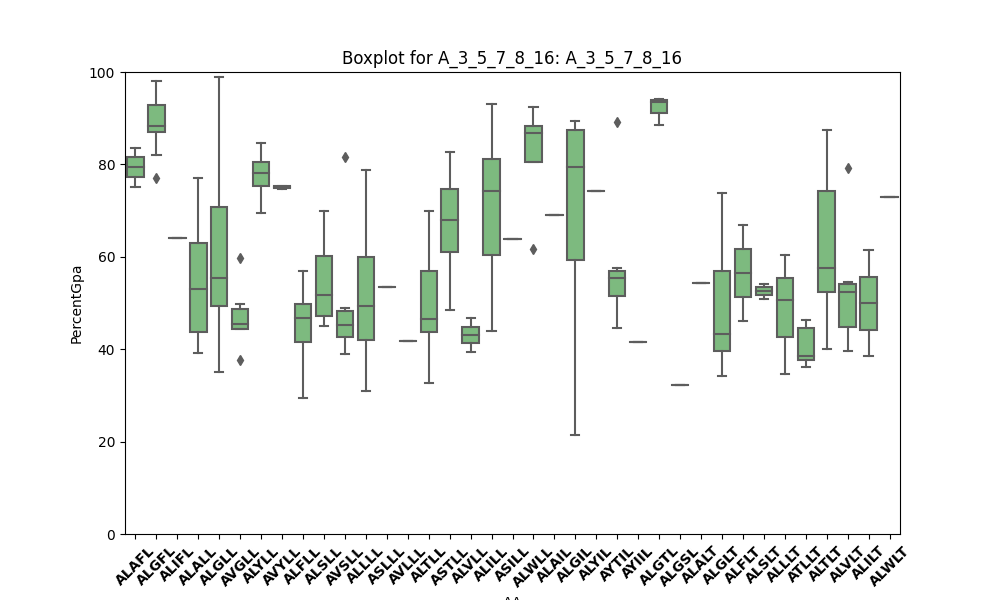 Boxplot for A_3_5_7_8_16: A_3_5_7_8_16
100
80
60
40
20
0
PercentGpa
ALAFL ALGFL ALIFL ALALL ALGLL AVGLL ALYLL AVYLL ALFLL ALSLL AVSLL ALLLL ASLLL AVLLL ALTIL ASTLL ALVLL ALILL ASILL ALWLL ALAIL ALGIL ALYIL AYTIL AYIIL ALGTL ALGSL ALALT ALGLT ALFLT ALSLT ALLLT ATLLT ALTLT ALVLT ALILT ALWLT